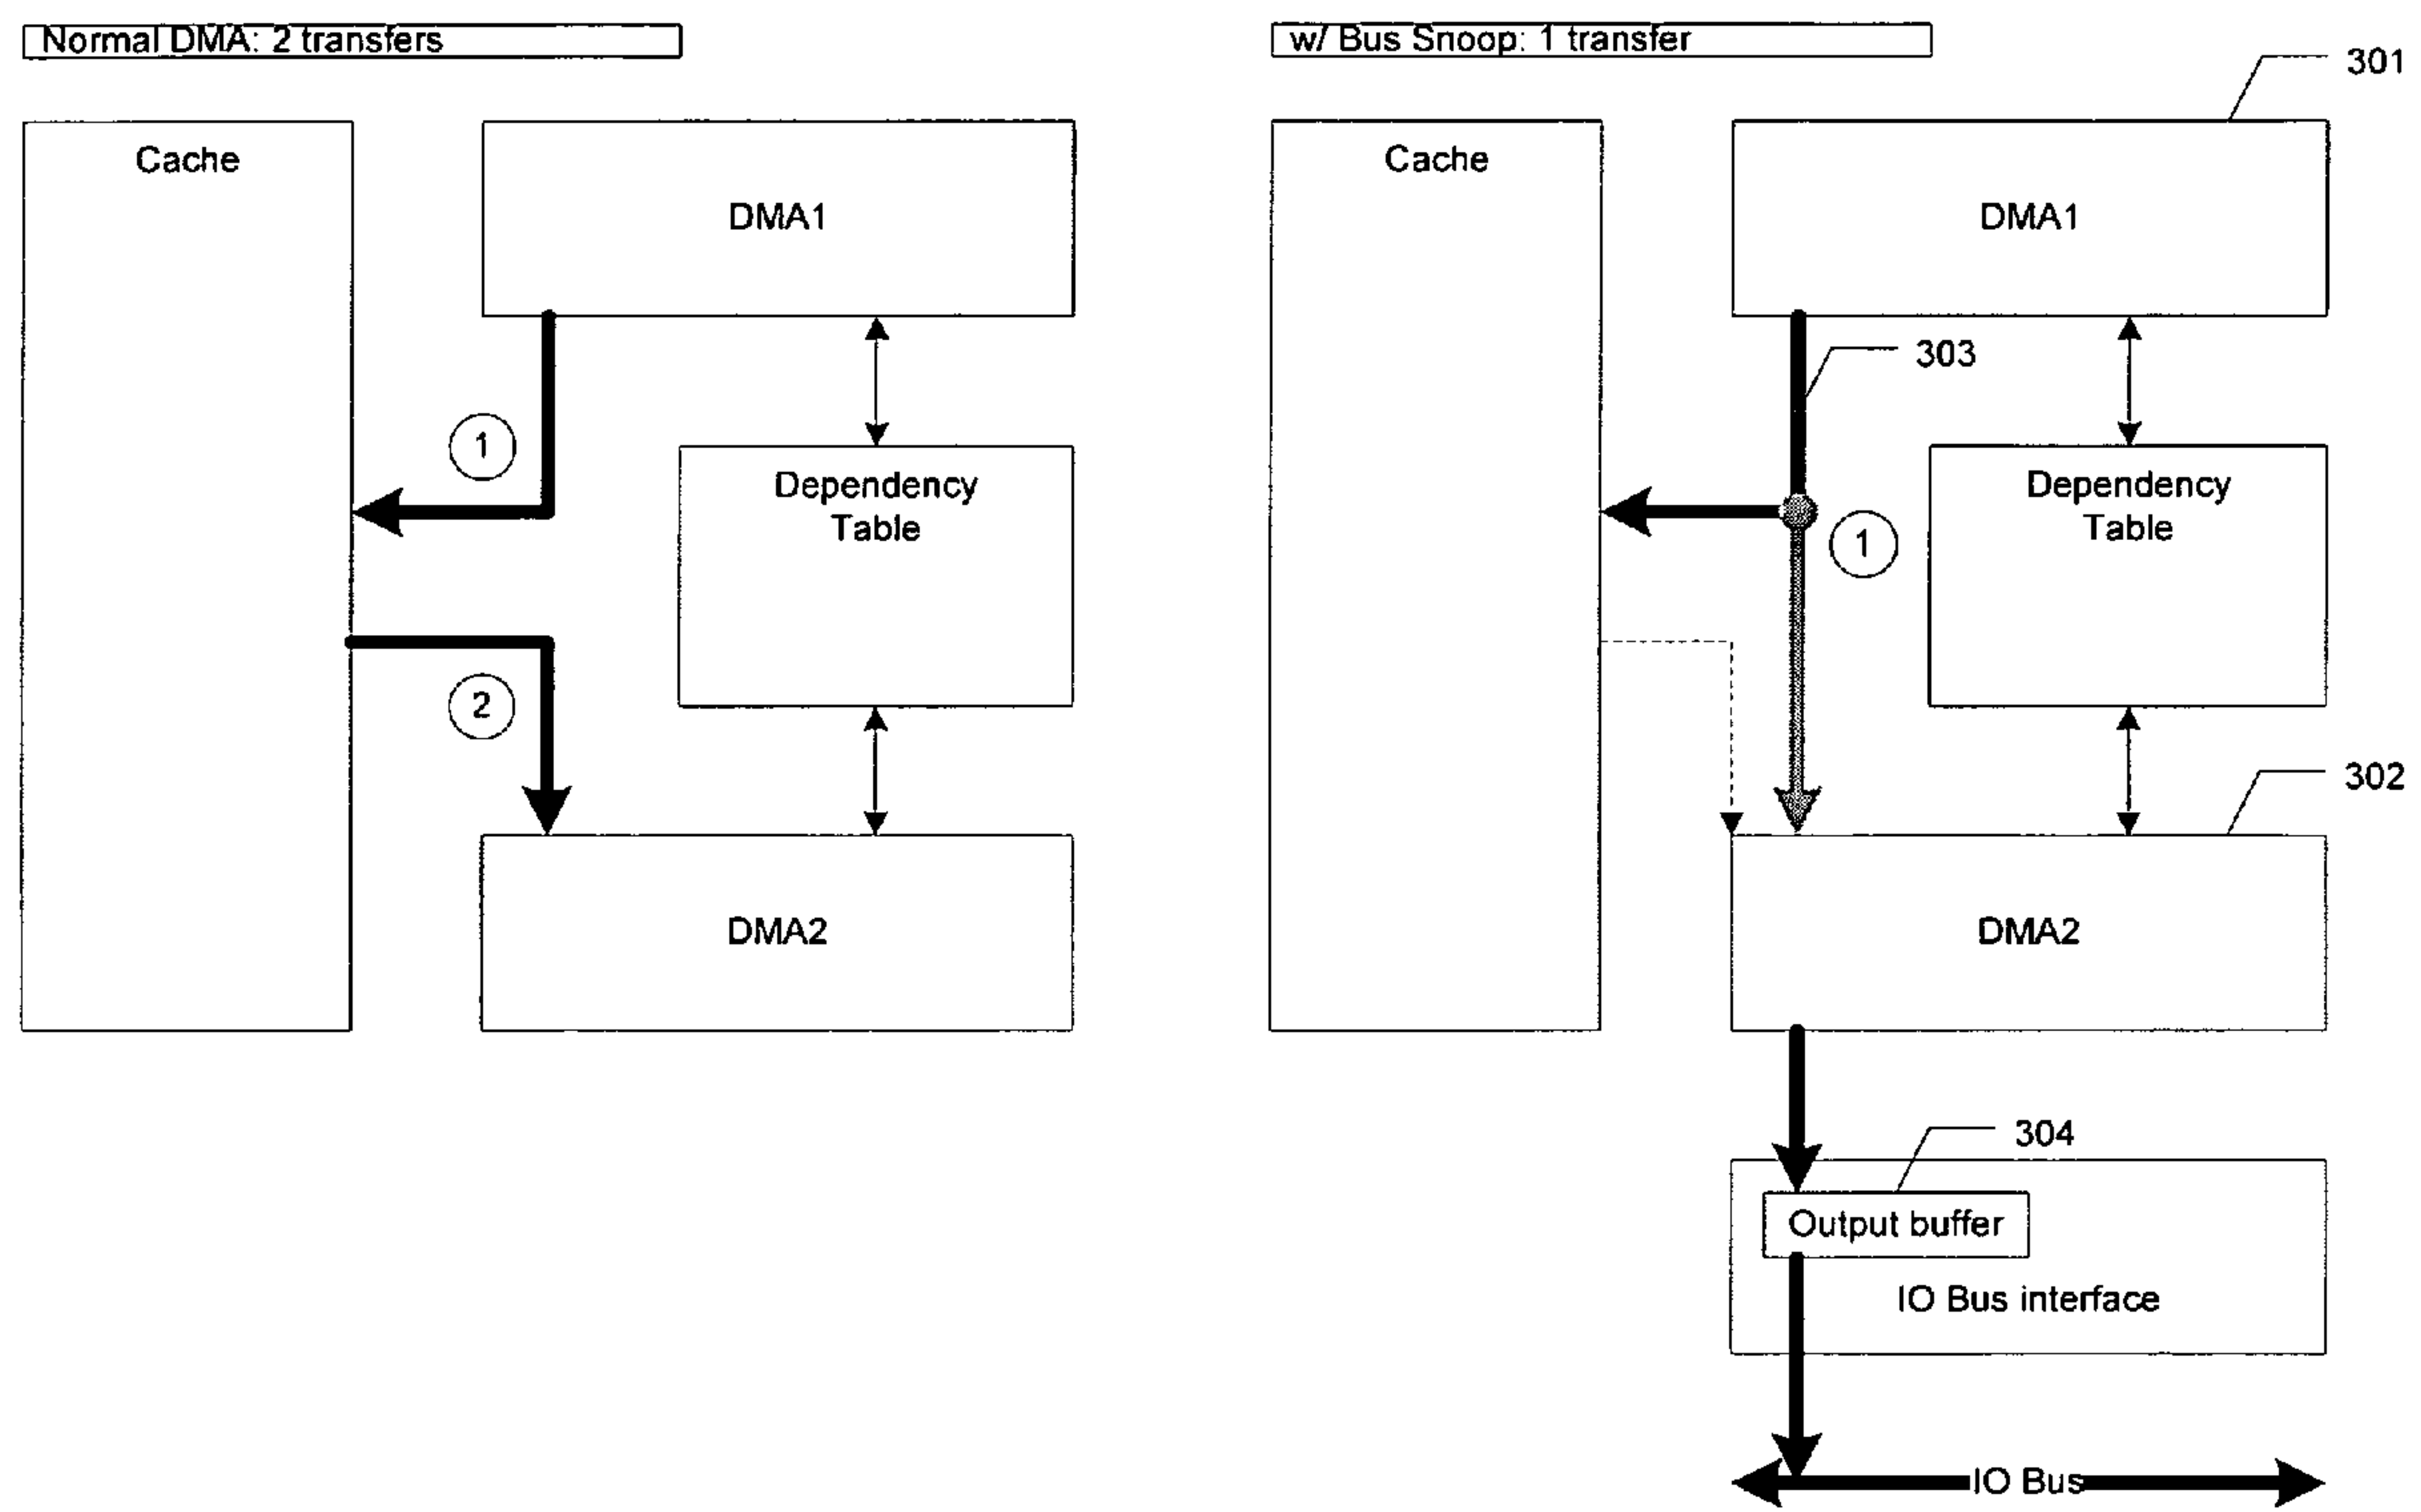 Normal DMA: 2 transfers
Cache
DMA1
1
Dependency
Table
2
DMA2
w/ Bus Snoop: 1 transfer
301
Cache
DMA1
303
Dependency
Table
1
302
DMA2
304
Output buffer
IO Bus interface
IO Bus